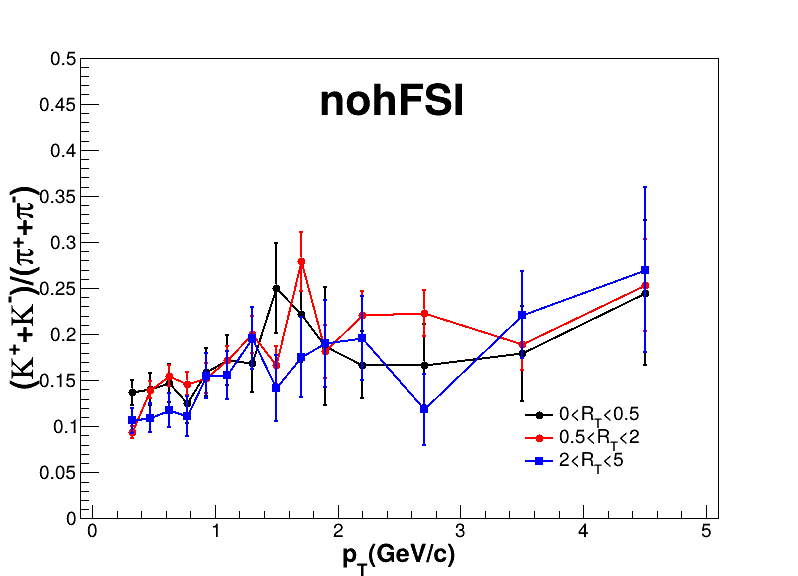 nohFSI
(K⁺+K⁻)/(π⁺+π⁻)
0.5
0.45
0.4
0.35
0.3
0.25
0.2
0.15
0.1
0.05
0
0<R_T<0.5
0.5<R_T<2
2<R_T<5
0 1 2 3 4 5
p_T(GeV/c)